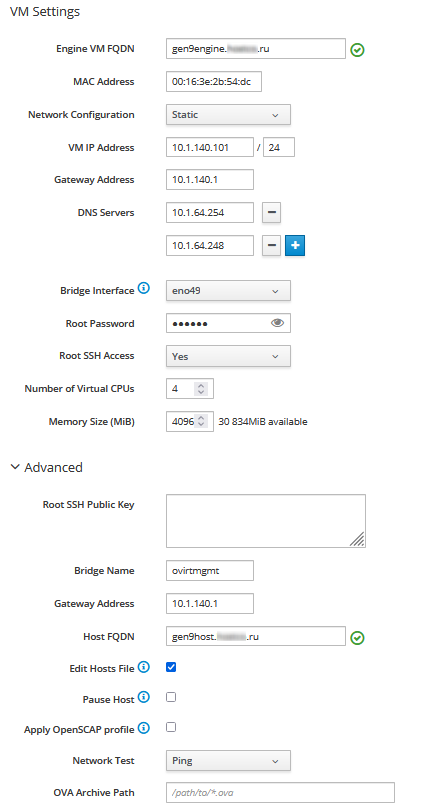 VM Settings
Engine VM FQDN gen9engine. .ru
MAC Address 00:16:3e:2b:54:dc
Network Configuration Static
VM IP Address 10.1.140.101 / 24
Gateway Address 10.1.140.1
DNS Servers 10.1.64.254 −
10.1.64.248 − +
Bridge Interface i eno49
Root Password ••••••
Root SSH Access Yes
Number of Virtual CPUs 4
Memory Size (MiB) 4096 30 834MiB available
Advanced
Root SSH Public Key
Bridge Name ovirtmgmt
Gateway Address 10.1.140.1
Host FQDN gen9host. .ru
Edit Hosts File i
Pause Host i
Apply OpenSCAP profile i
Network Test Ping
OVA Archive Path /path/to/*.ova